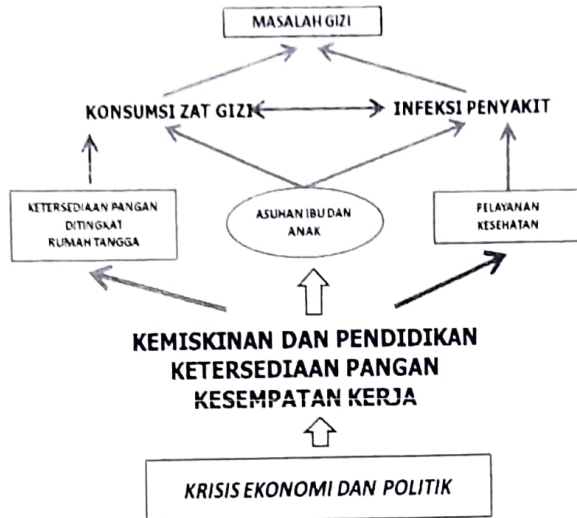 MASALAH GIZI
KONSUMSI ZAT GIZI
INFEKSI PENYAKIT
KETERSEDIAAN PANGAN
DITINGKAT
RUMAH TANGGA
ASUHAN IBU DAN
ANAK
PELAYANAN
KESEHATAN
KEMISKINAN DAN PENDIDIKAN
KETERSEDIAAN PANGAN
KESEMPATAN KERJA
KRISIS EKONOMI DAN POLITIK